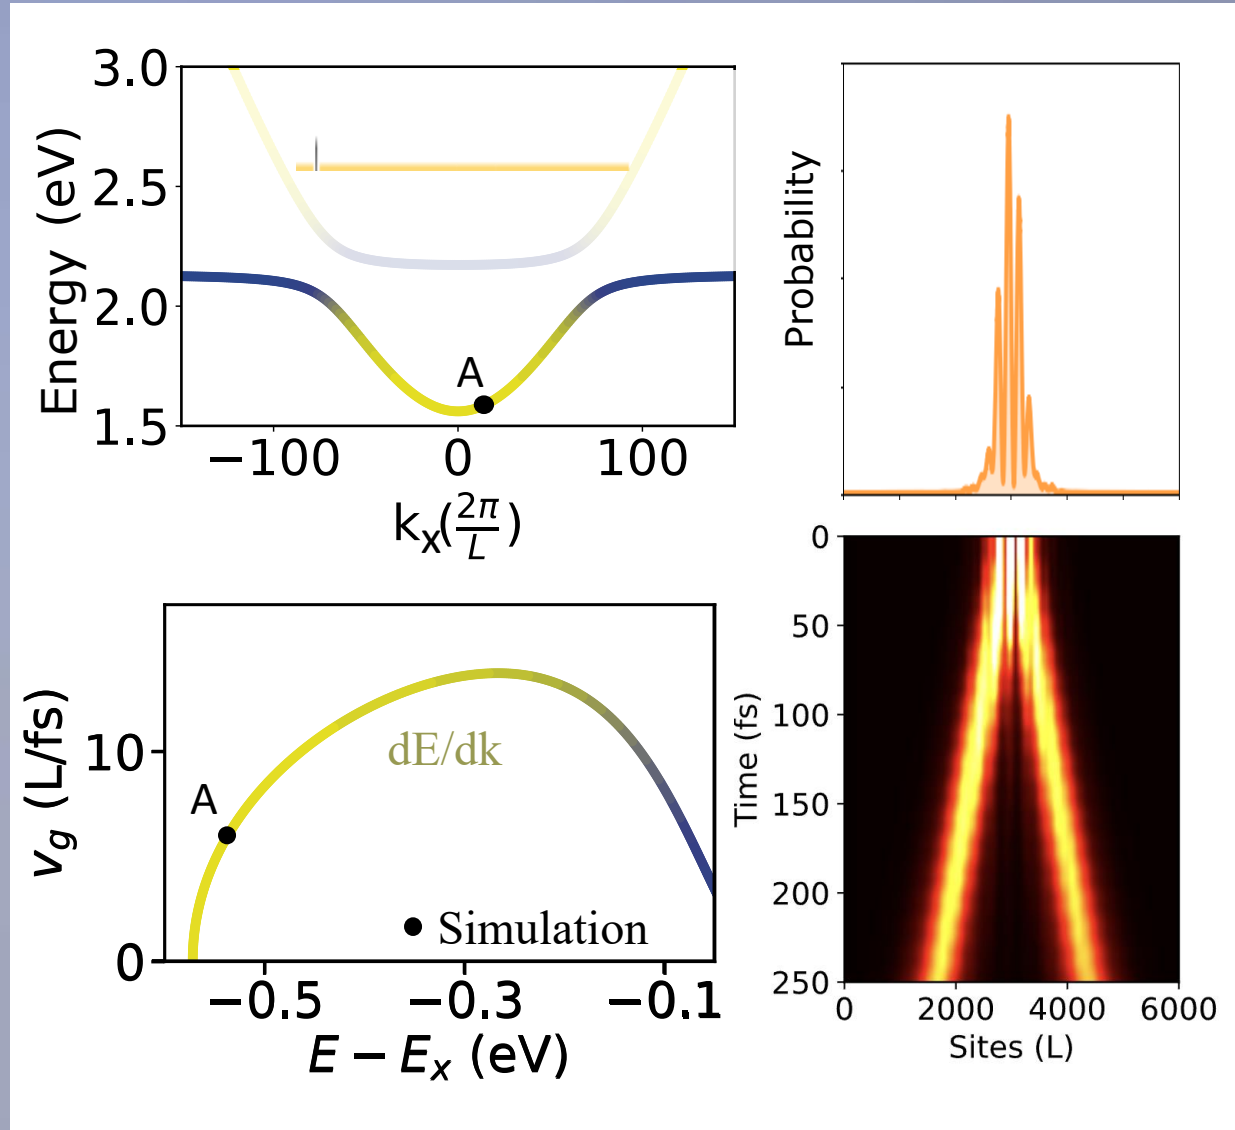 3.0
2.5
2.0
1.5
Energy (eV)
A
−100 0 100
kx(2π/L)
Probability
10
0
vg (L/fs)
A
dE/dk
Simulation
−0.5 −0.3 −0.1
E − Ex (eV)
0
50
100
150
200
250
Time (fs)
0 2000 4000 6000
Sites (L)